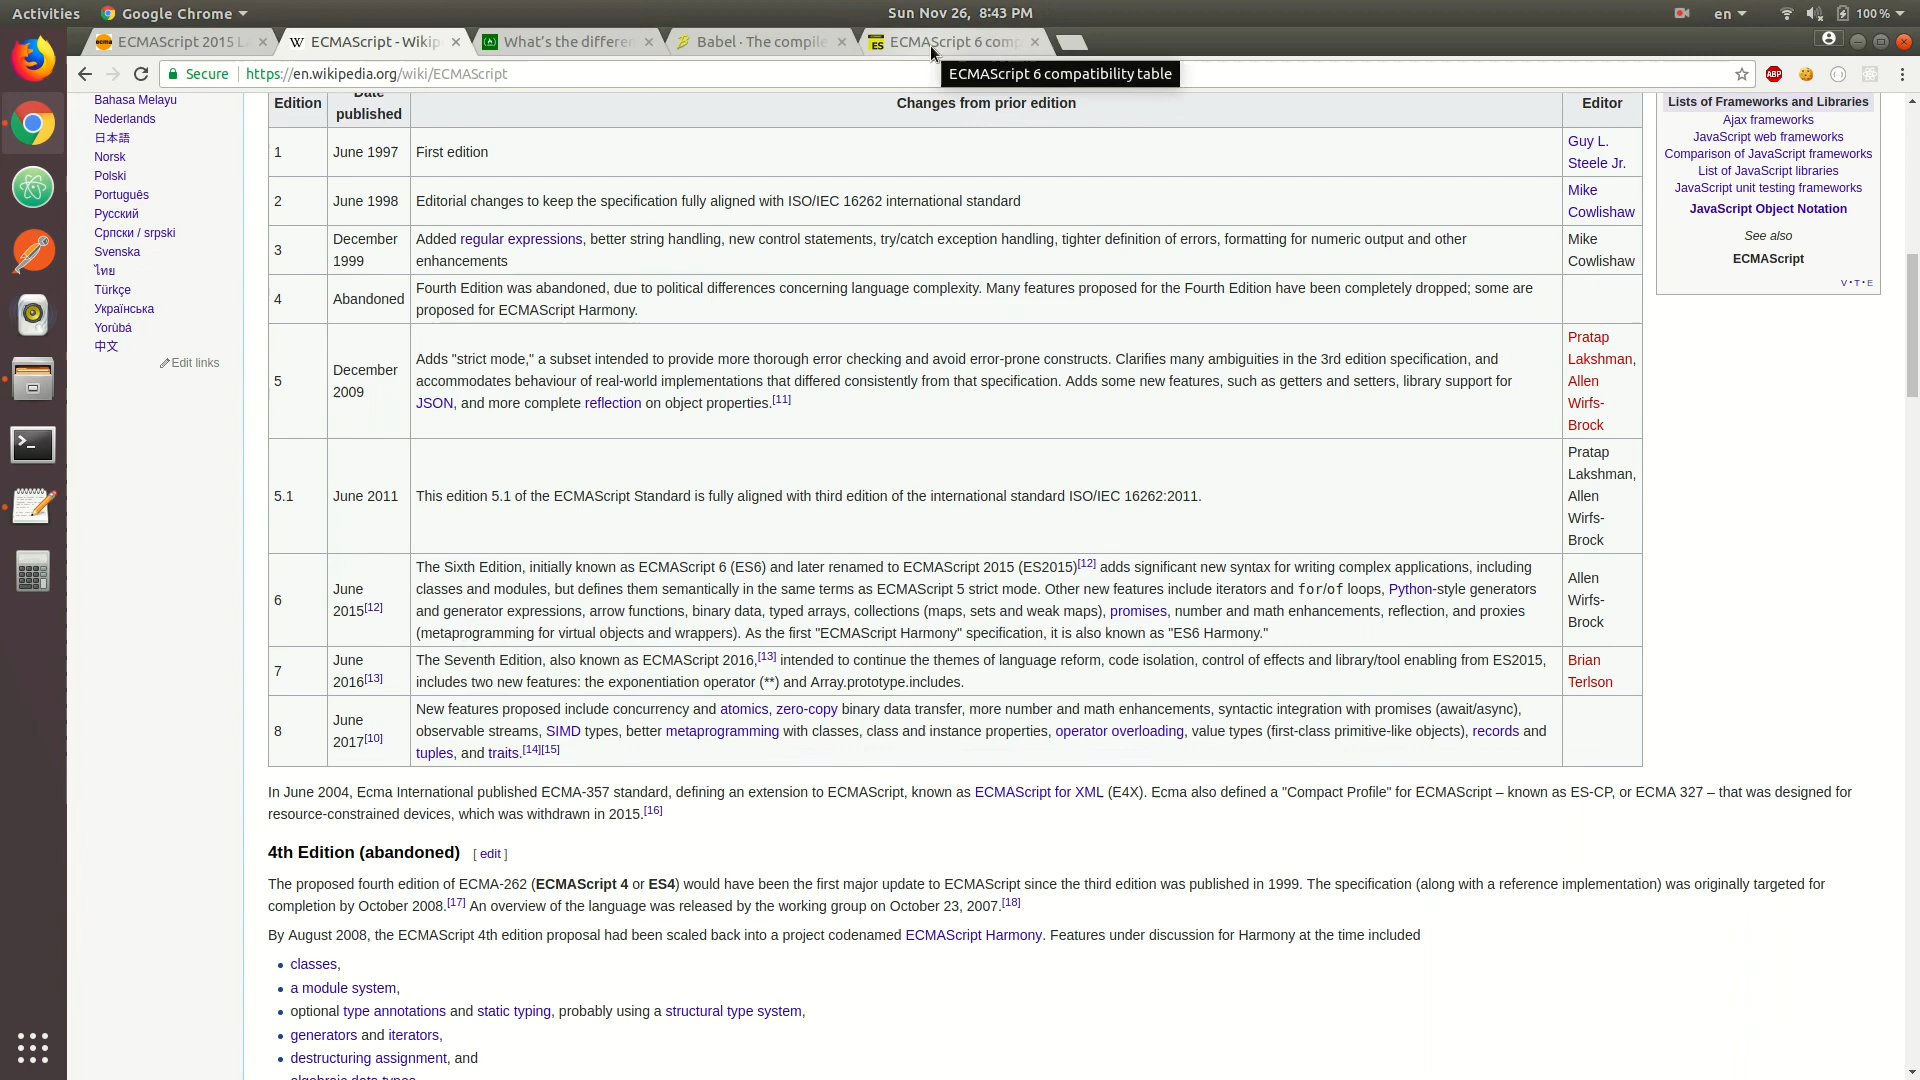 Activities
Google Chrome
Sun Nov 26, 8:43 PM
en
100 %
ECMAScript 2015 L
ECMAScript - Wikip
What's the differe
Babel · The compile
ECMAScript 6 comp
Secure
https://en.wikipedia.org/wiki/ECMAScript
ECMAScript 6 compatibility table
ABP
Bahasa Melayu
Nederlands
日本語
Norsk
Polski
Português
Русский
Српски / srpski
Svenska
ไทย
Türkçe
Українська
Yorùbá
中文
Edit links
Edition
Date
published
Changes from prior edition
Editor
1
June 1997
First edition
Guy L.
Steele Jr.
2
June 1998
Editorial changes to keep the specification fully aligned with ISO/IEC 16262 international standard
Mike
Cowlishaw
3
December
1999
Added regular expressions, better string handling, new control statements, try/catch exception handling, tighter definition of errors, formatting for numeric output and other
enhancements
Mike
Cowlishaw
4
Abandoned
Fourth Edition was abandoned, due to political differences concerning language complexity. Many features proposed for the Fourth Edition have been completely dropped; some are
proposed for ECMAScript Harmony.
5
December
2009
Adds "strict mode," a subset intended to provide more thorough error checking and avoid error-prone constructs. Clarifies many ambiguities in the 3rd edition specification, and
accommodates behaviour of real-world implementations that differed consistently from that specification. Adds some new features, such as getters and setters, library support for
JSON, and more complete reflection on object properties.[11]
Pratap
Lakshman,
Allen
Wirfs-
Brock
5.1
June 2011
This edition 5.1 of the ECMAScript Standard is fully aligned with third edition of the international standard ISO/IEC 16262:2011.
Pratap
Lakshman,
Allen
Wirfs-
Brock
6
June
2015[12]
The Sixth Edition, initially known as ECMAScript 6 (ES6) and later renamed to ECMAScript 2015 (ES2015)[12] adds significant new syntax for writing complex applications, including
classes and modules, but defines them semantically in the same terms as ECMAScript 5 strict mode. Other new features include iterators and for/of loops, Python-style generators
and generator expressions, arrow functions, binary data, typed arrays, collections (maps, sets and weak maps), promises, number and math enhancements, reflection, and proxies
(metaprogramming for virtual objects and wrappers). As the first "ECMAScript Harmony" specification, it is also known as "ES6 Harmony."
Allen
Wirfs-
Brock
7
June
2016[13]
The Seventh Edition, also known as ECMAScript 2016,[13] intended to continue the themes of language reform, code isolation, control of effects and library/tool enabling from ES2015,
includes two new features: the exponentiation operator (**) and Array.prototype.includes.
Brian
Terlson
8
June
2017[10]
New features proposed include concurrency and atomics, zero-copy binary data transfer, more number and math enhancements, syntactic integration with promises (await/async),
observable streams, SIMD types, better metaprogramming with classes, class and instance properties, operator overloading, value types (first-class primitive-like objects), records and
tuples, and traits.[14][15]
Lists of Frameworks and Libraries
Ajax frameworks
JavaScript web frameworks
Comparison of JavaScript frameworks
List of JavaScript libraries
JavaScript unit testing frameworks
JavaScript Object Notation
See also
ECMAScript
V · T · E
In June 2004, Ecma International published ECMA-357 standard, defining an extension to ECMAScript, known as ECMAScript for XML (E4X). Ecma also defined a "Compact Profile" for ECMAScript – known as ES-CP, or ECMA 327 – that was designed for
resource-constrained devices, which was withdrawn in 2015.[16]
4th Edition (abandoned) [ edit ]
The proposed fourth edition of ECMA-262 (ECMAScript 4 or ES4) would have been the first major update to ECMAScript since the third edition was published in 1999. The specification (along with a reference implementation) was originally targeted for
completion by October 2008.[17] An overview of the language was released by the working group on October 23, 2007.[18]
By August 2008, the ECMAScript 4th edition proposal had been scaled back into a project codenamed ECMAScript Harmony. Features under discussion for Harmony at the time included
• classes,
• a module system,
• optional type annotations and static typing, probably using a structural type system,
• generators and iterators,
• destructuring assignment, and
algebraic data types.